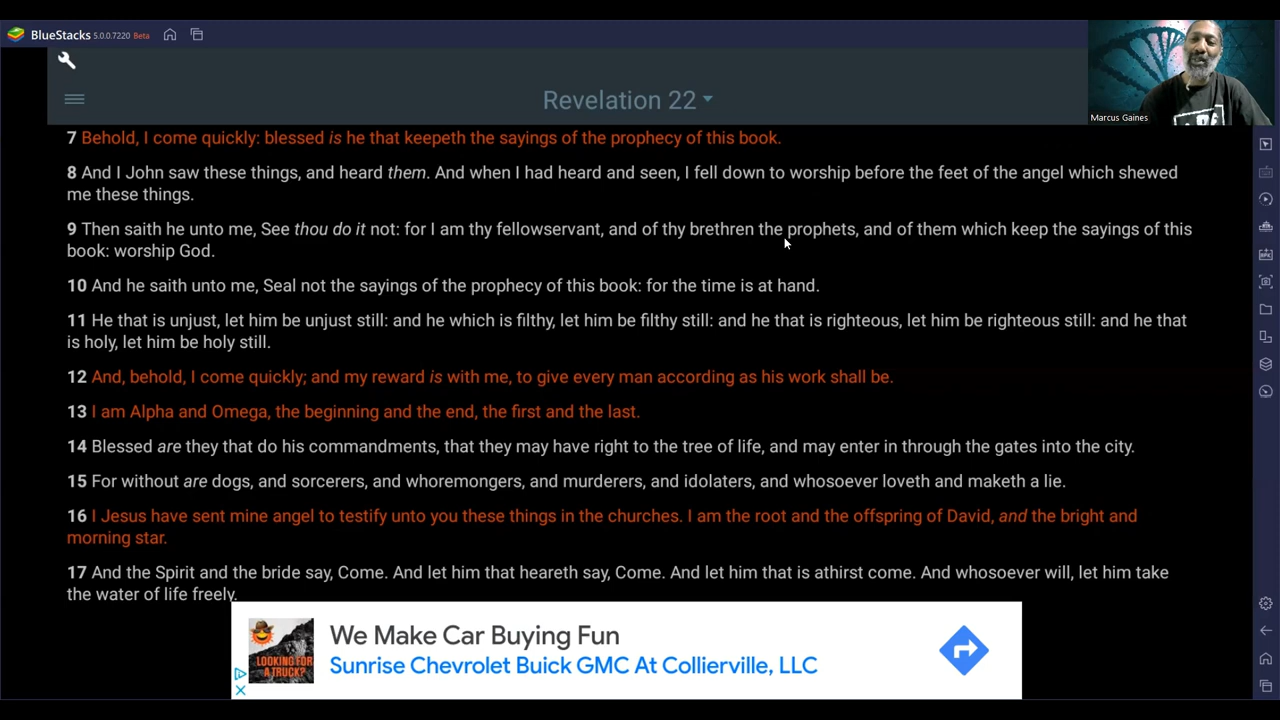 BlueStacks 5.0.0.7220 Beta
Revelation 22
Marcus Gaines
7 Behold, I come quickly: blessed is he that keepeth the sayings of the prophecy of this book.
8 And I John saw these things, and heard them. And when I had heard and seen, I fell down to worship before the feet of the angel which shewed
me these things.
9 Then saith he unto me, See thou do it not: for I am thy fellowservant, and of thy brethren the prophets, and of them which keep the sayings of this
book: worship God.
10 And he saith unto me, Seal not the sayings of the prophecy of this book: for the time is at hand.
11 He that is unjust, let him be unjust still: and he which is filthy, let him be filthy still: and he that is righteous, let him be righteous still: and he that
is holy, let him be holy still.
12 And, behold, I come quickly; and my reward is with me, to give every man according as his work shall be.
13 I am Alpha and Omega, the beginning and the end, the first and the last.
14 Blessed are they that do his commandments, that they may have right to the tree of life, and may enter in through the gates into the city.
15 For without are dogs, and sorcerers, and whoremongers, and murderers, and idolaters, and whosoever loveth and maketh a lie.
16 I Jesus have sent mine angel to testify unto you these things in the churches. I am the root and the offspring of David, and the bright and
morning star.
17 And the Spirit and the bride say, Come. And let him that heareth say, Come. And let him that is athirst come. And whosoever will, let him take
the water of life freely.
LOOKING FOR
A TRUCK?
We Make Car Buying Fun
Sunrise Chevrolet Buick GMC At Collierville, LLC